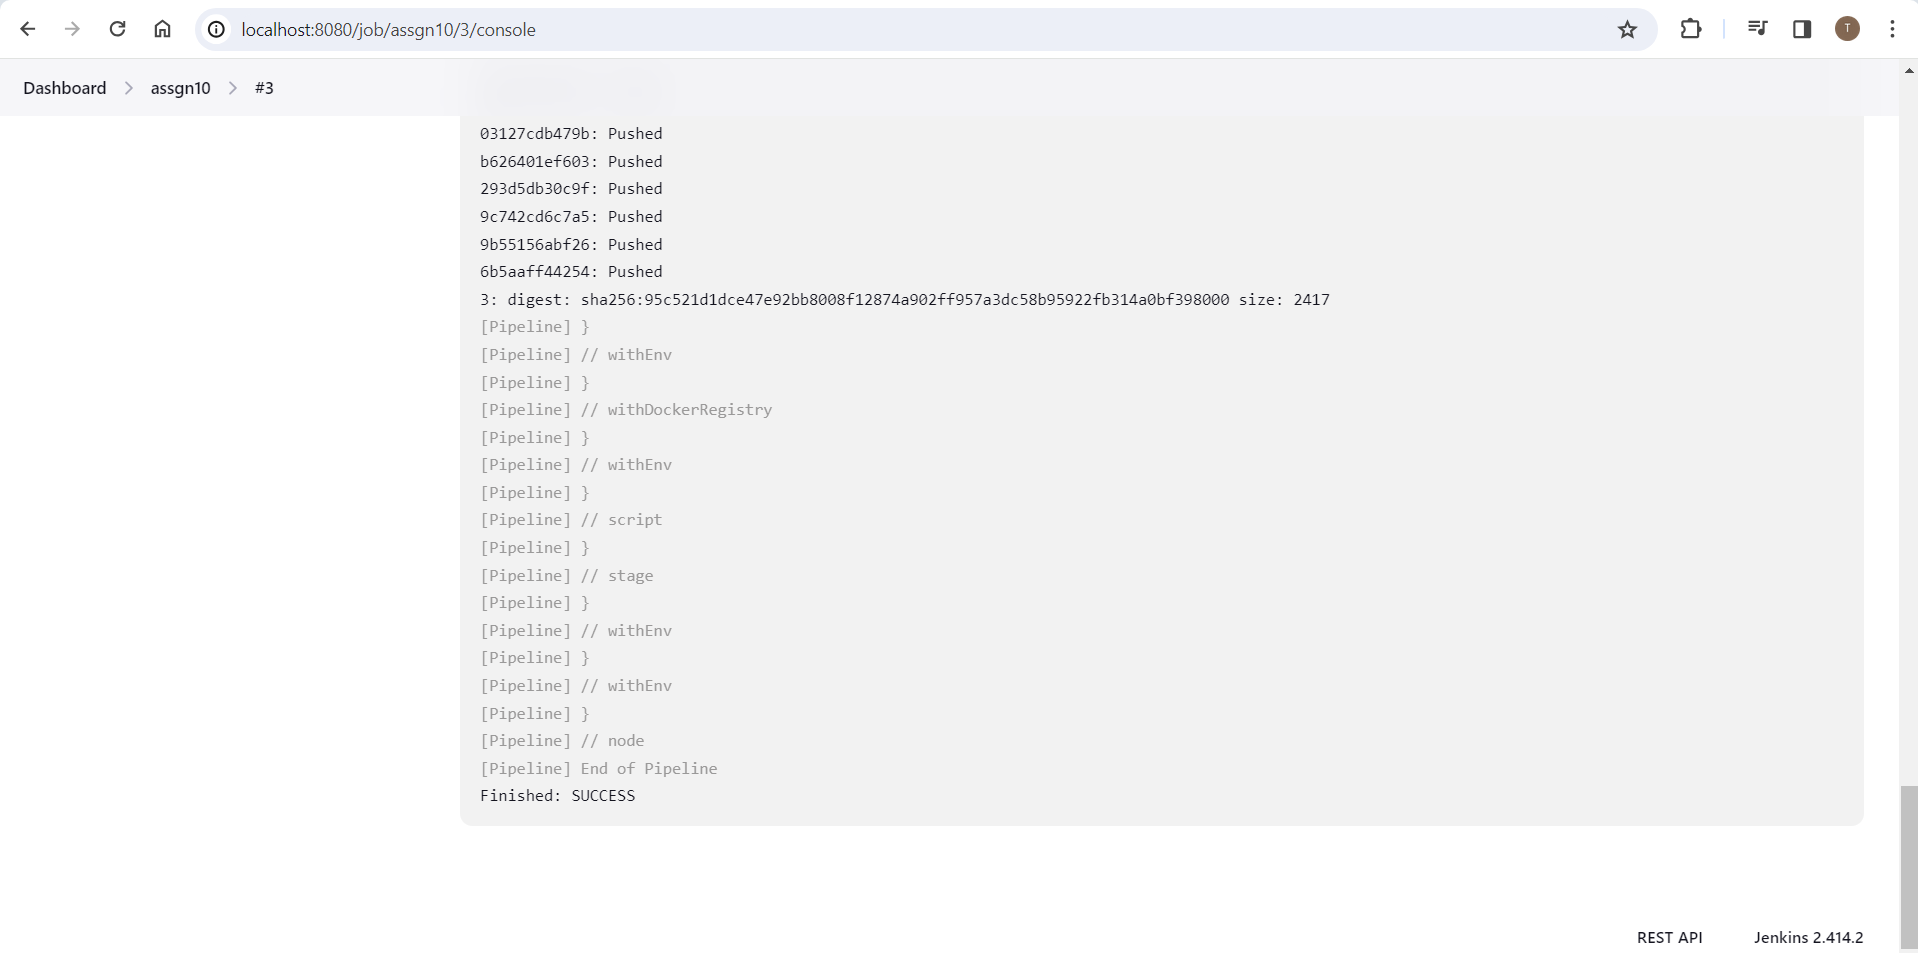 localhost:8080/job/assgn10/3/console
T
Dashboard assgn10 #3
03127cdb479b: Pushed
b626401ef603: Pushed
293d5db30c9f: Pushed
9c742cd6c7a5: Pushed
9b55156abf26: Pushed
6b5aaff44254: Pushed
3: digest: sha256:95c521d1dce47e92bb8008f12874a902ff957a3dc58b95922fb314a0bf398000 size: 2417
[Pipeline] }
[Pipeline] // withEnv
[Pipeline] }
[Pipeline] // withDockerRegistry
[Pipeline] }
[Pipeline] // withEnv
[Pipeline] }
[Pipeline] // script
[Pipeline] }
[Pipeline] // stage
[Pipeline] }
[Pipeline] // withEnv
[Pipeline] }
[Pipeline] // withEnv
[Pipeline] }
[Pipeline] // node
[Pipeline] End of Pipeline
Finished: SUCCESS
REST API Jenkins 2.414.2